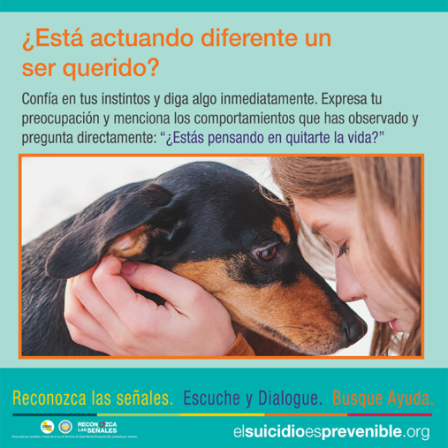 ¿Está actuando diferente un
ser querido?
Confía en tus instintos y diga algo inmediatamente. Expresa tu
preocupación y menciona los comportamientos que has observado y
pregunta directamente: “¿Estás pensando en quitarte la vida?”
Reconozca las señales. Escuche y Dialogue. Busque Ayuda.
RECONOZCA
LAS SEÑALES
elsuicidioesprevenible.org